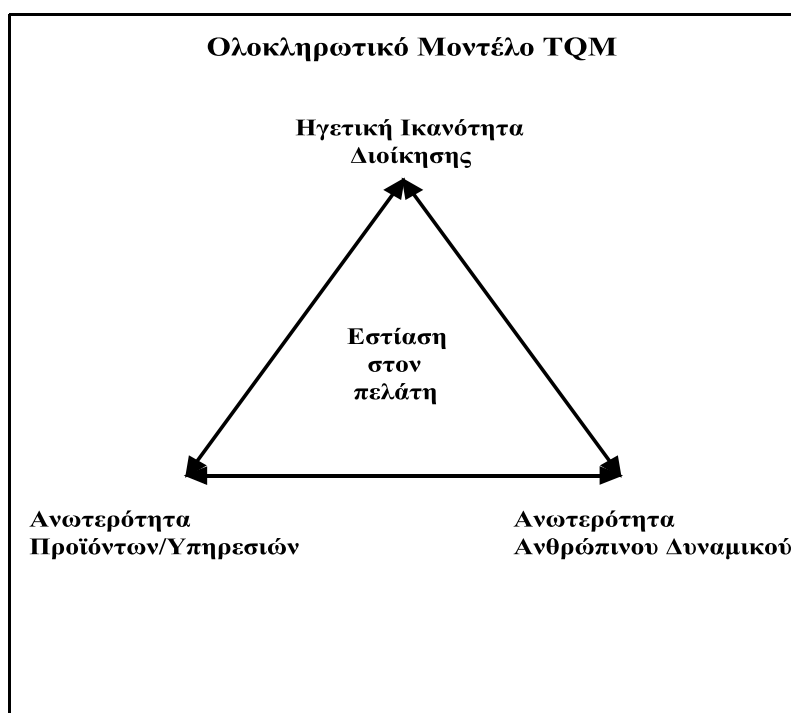 Ολοκληρωτικό Μοντέλο TQM
Ηγετική Ικανότητα
Διοίκησης
Εστίαση
στον
πελάτη
Ανωτερότητα
Προϊόντων/Υπηρεσιών
Ανωτερότητα
Ανθρώπινου Δυναμικού